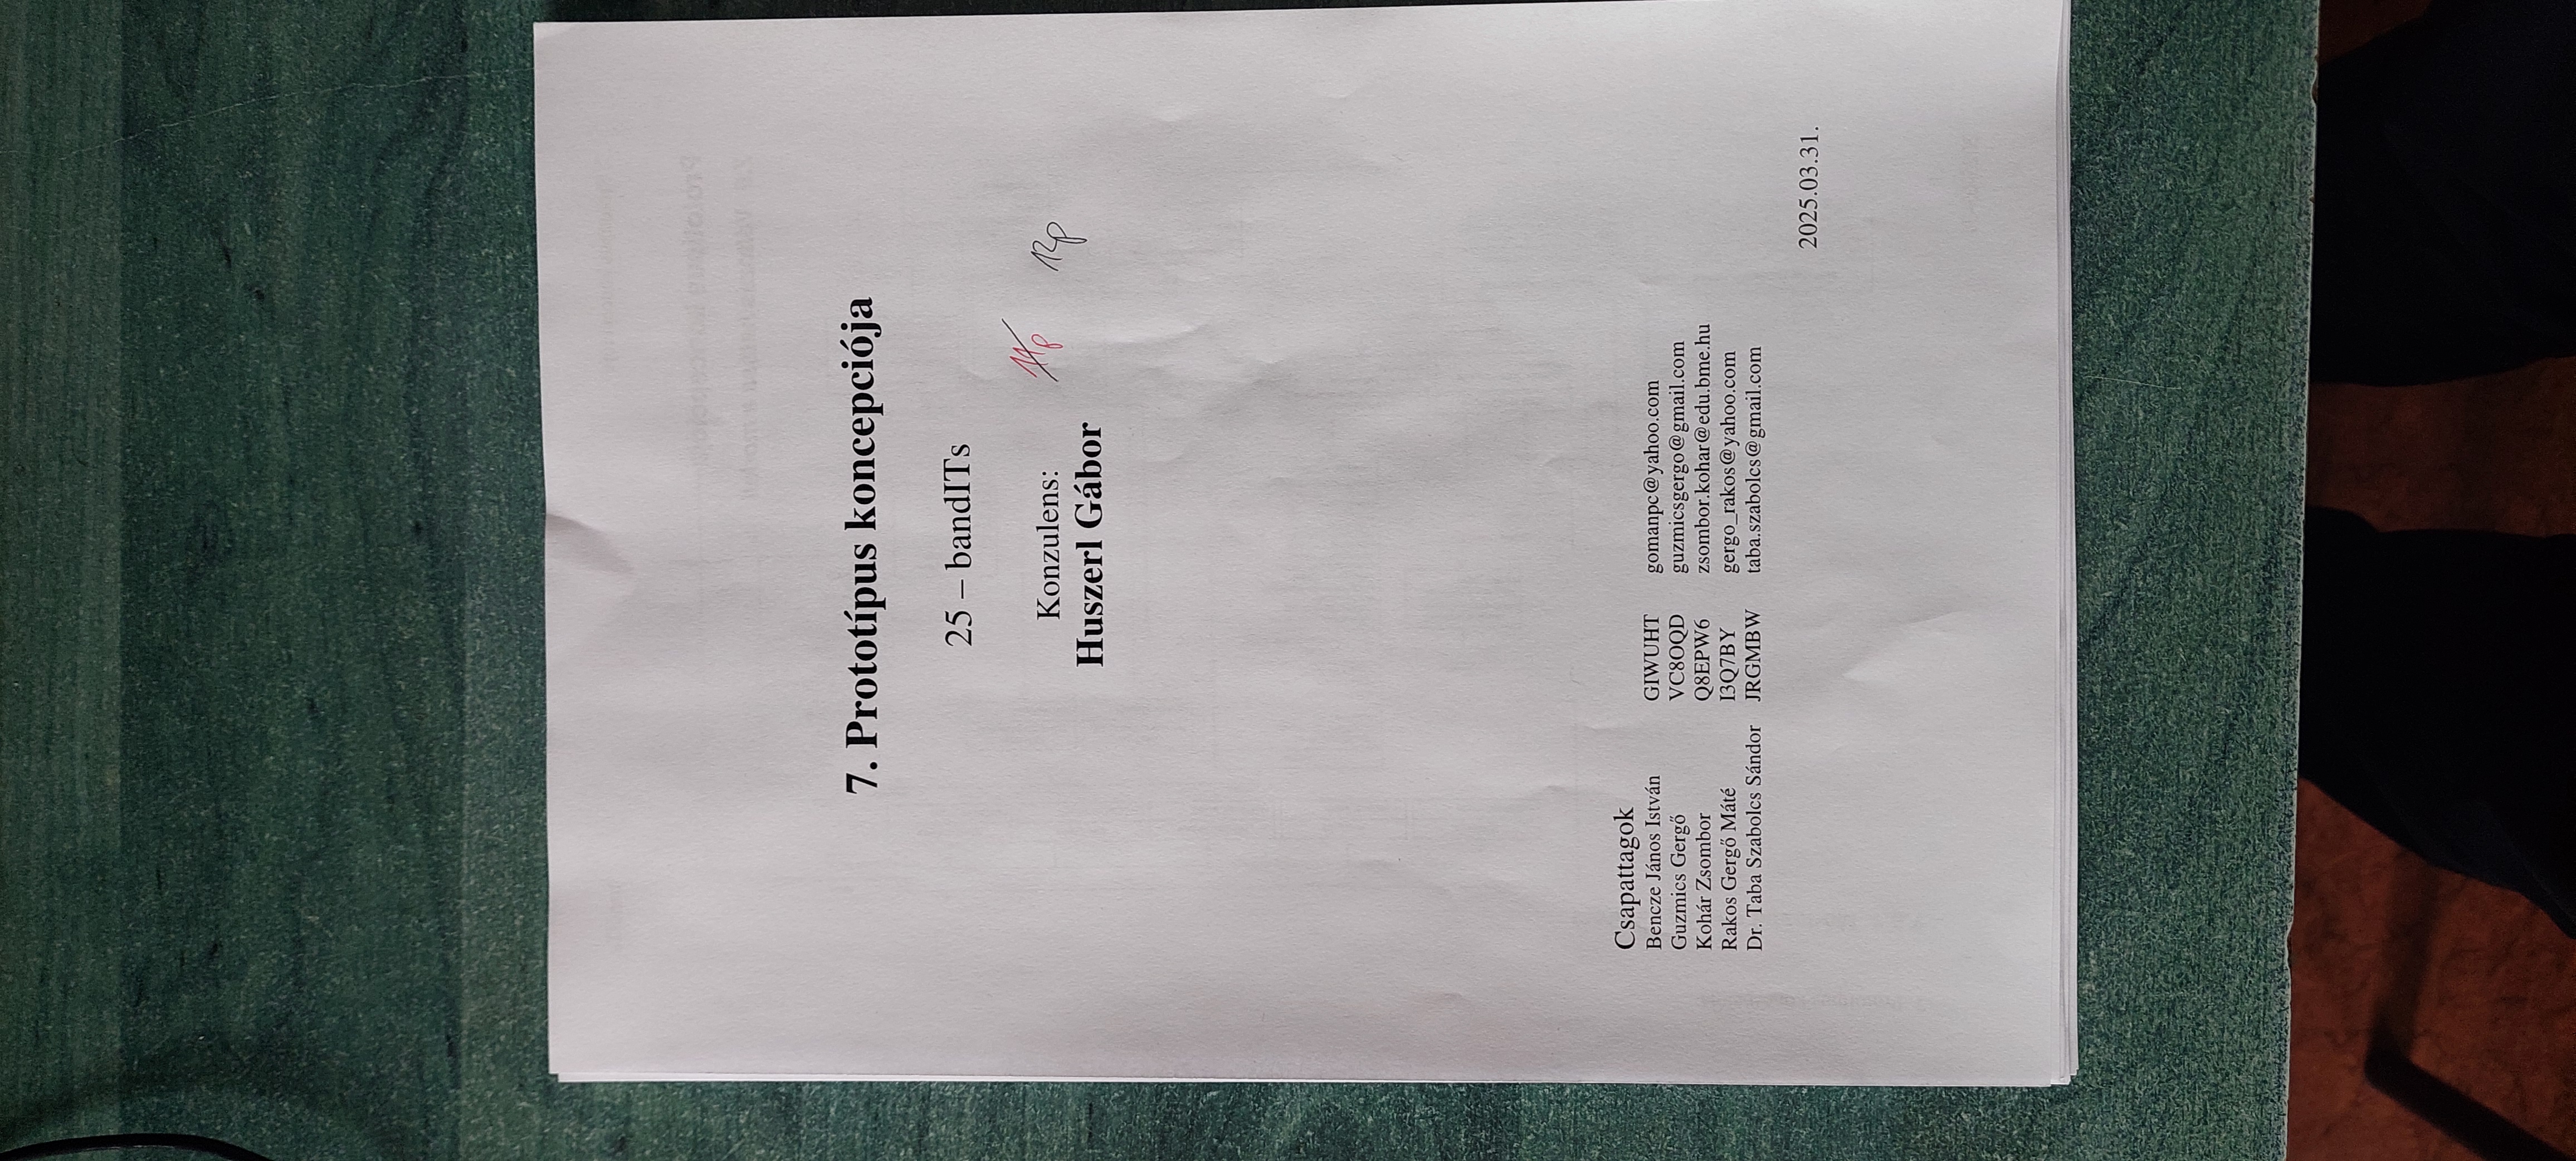 7. Prototípus koncepciója
25 – bandITs
Konzulens:
Huszerl Gábor
11p
12p
Csapattagok
Bencze János István GIWUHT gomanpc@yahoo.com
Guzmics Gergő VC8OQD guzmicsgergo@gmail.com
Kohár Zsombor Q8EPW6 zsombor.kohar@edu.bme.hu
Rakos Gergő Máté I3Q7BY gergo_rakos@yahoo.com
Dr. Taba Szabolcs Sándor JRGMBW taba.szabolcs@gmail.com
2025.03.31.